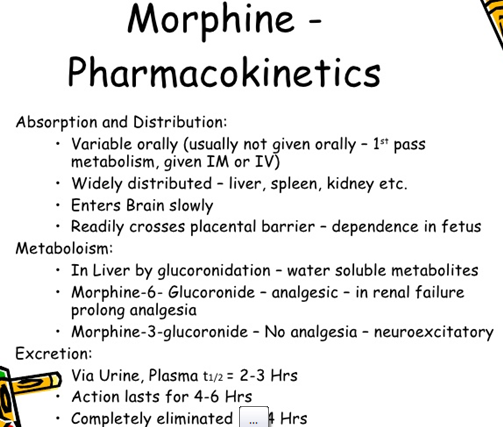 Morphine -
Pharmacokinetics
Absorption and Distribution:
• Variable orally (usually not given orally – 1st pass
metabolism, given IM or IV)
• Widely distributed – liver, spleen, kidney etc.
• Enters Brain slowly
• Readily crosses placental barrier – dependence in fetus
Metaboloism:
• In Liver by glucoronidation – water soluble metabolites
• Morphine-6- Glucoronide – analgesic – in renal failure
prolong analgesia
• Morphine-3-glucoronide – No analgesia – neuroexcitatory
Excretion:
Via Urine, Plasma t1/2 = 2-3 Hrs
• Action lasts for 4-6 Hrs
• Completely eliminated ... 4 Hrs